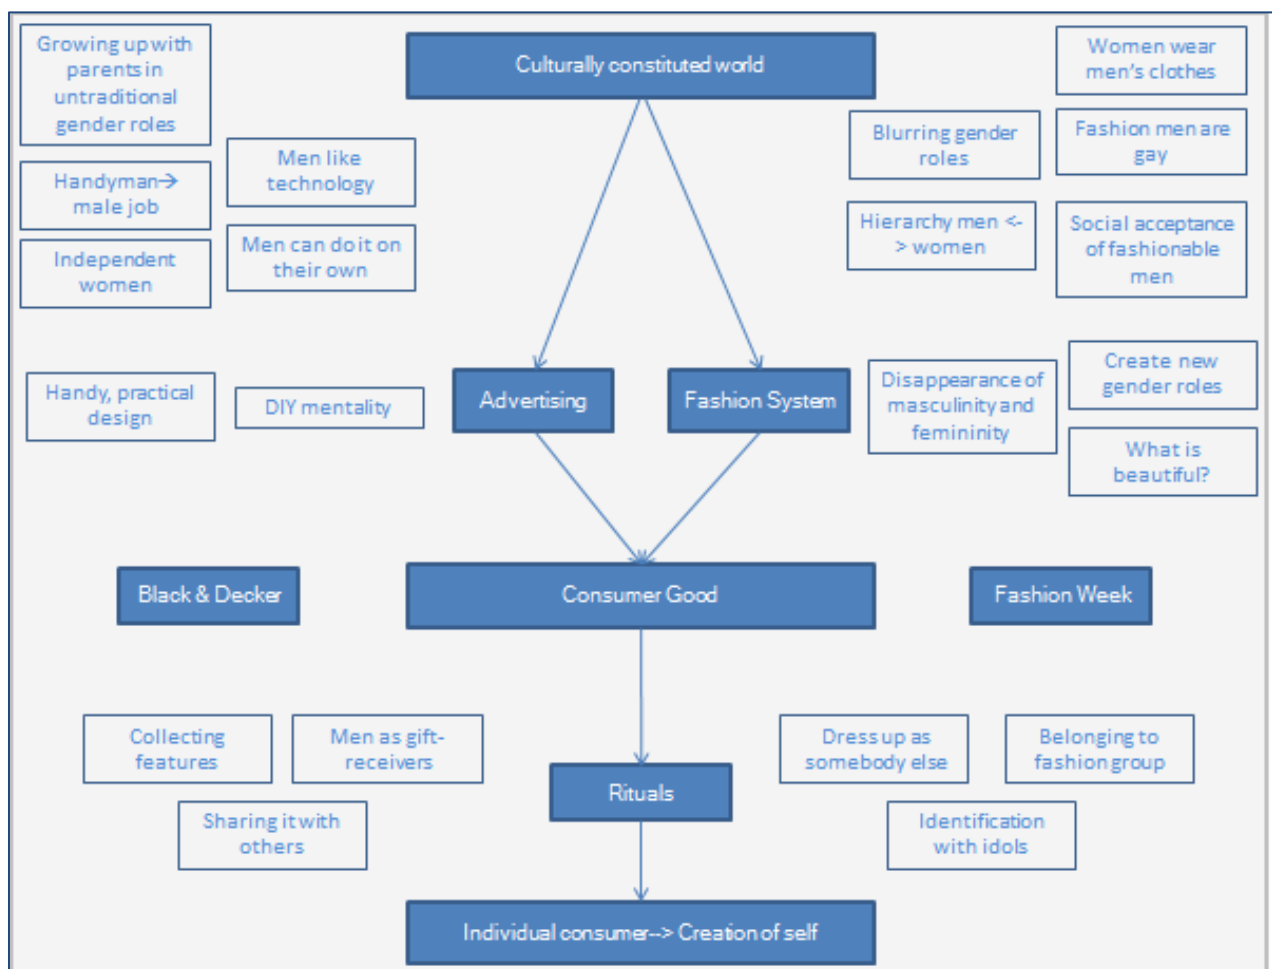 Growing up with
parents in
untraditional
gender roles
Culturally constituted world
Women wear
men's clothes
Men like
technology
Blurring gender
roles
Fashion men are
gay
Handyman→
male job
Men can do it on
their own
Hierarchy men <-
> women
Social acceptance
of fashionable
men
Independent
women
Handy, practical
design
DIY mentality
Advertising
Fashion System
Disappearance of
masculinity and
femininity
Create new
gender roles
What is
beautiful?
Black & Decker
Consumer Good
Fashion Week
Collecting
features
Men as gift-
receivers
Sharing it with
others
Rituals
Dress up as
somebody else
Belonging to
fashion group
Identification
with idols
Individual consumer--> Creation of self